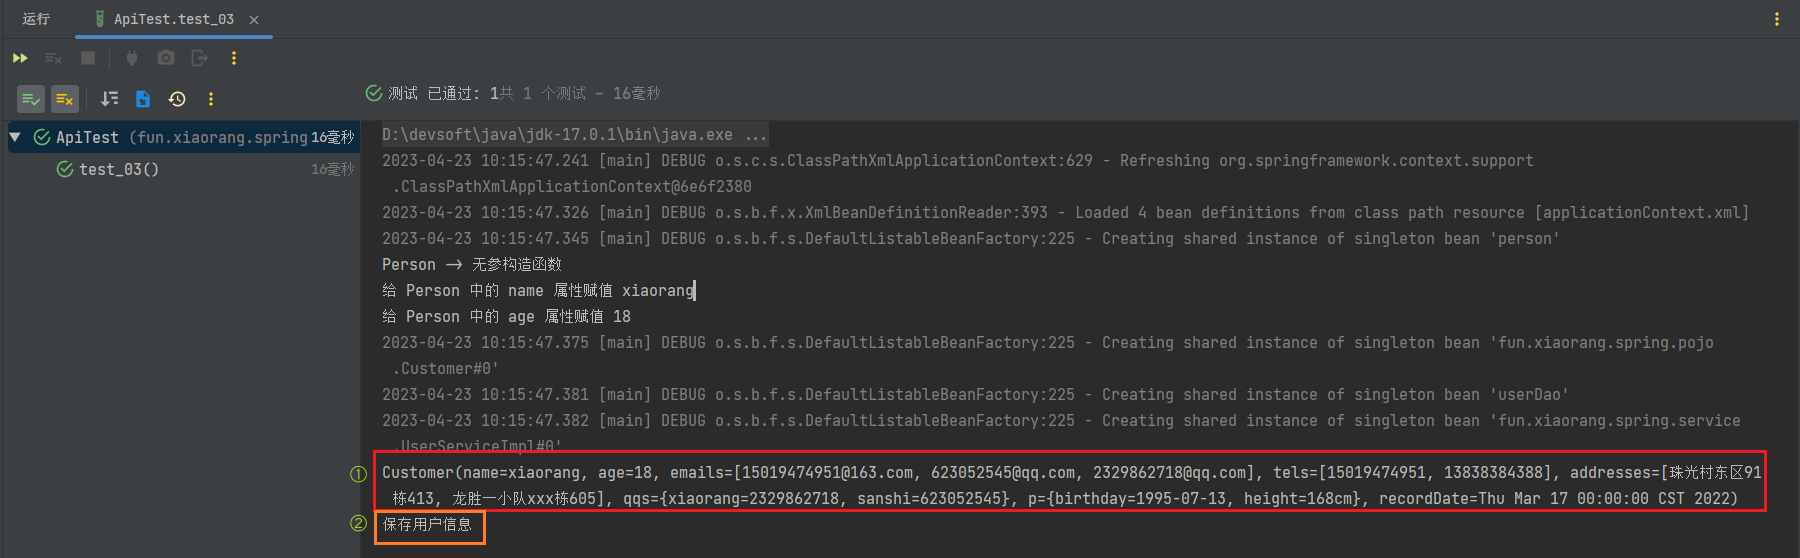 运行
ApiTest.test_03
测试 已通过: 1共 1 个测试 – 16毫秒
ApiTest (fun.xiaorang.spring 16毫秒
test_03() 16毫秒
D:\devsoft\java\jdk-17.0.1\bin\java.exe ...
2023-04-23 10:15:47.241 [main] DEBUG o.s.c.s.ClassPathXmlApplicationContext:629 - Refreshing org.springframework.context.support
.ClassPathXmlApplicationContext@6e6f2380
2023-04-23 10:15:47.326 [main] DEBUG o.s.b.f.x.XmlBeanDefinitionReader:393 - Loaded 4 bean definitions from class path resource [applicationContext.xml]
2023-04-23 10:15:47.345 [main] DEBUG o.s.b.f.s.DefaultListableBeanFactory:225 - Creating shared instance of singleton bean 'person'
Person -> 无参构造函数
给 Person 中的 name 属性赋值 xiaorang
给 Person 中的 age 属性赋值 18
2023-04-23 10:15:47.375 [main] DEBUG o.s.b.f.s.DefaultListableBeanFactory:225 - Creating shared instance of singleton bean 'fun.xiaorang.spring.pojo
.Customer#0'
2023-04-23 10:15:47.381 [main] DEBUG o.s.b.f.s.DefaultListableBeanFactory:225 - Creating shared instance of singleton bean 'userDao'
2023-04-23 10:15:47.382 [main] DEBUG o.s.b.f.s.DefaultListableBeanFactory:225 - Creating shared instance of singleton bean 'fun.xiaorang.spring.service
.UserServiceImpl#0'
① Customer(name=xiaorang, age=18, emails=[15019474951@163.com, 623052545@qq.com, 2329862718@qq.com], tels=[15019474951, 13838384388], addresses=[珠光村东区91
栋413, 龙胜一小队xxx栋605], qqs={xiaorang=2329862718, sanshi=623052545}, p={birthday=1995-07-13, height=168cm}, recordDate=Thu Mar 17 00:00:00 CST 2022)
② 保存用户信息